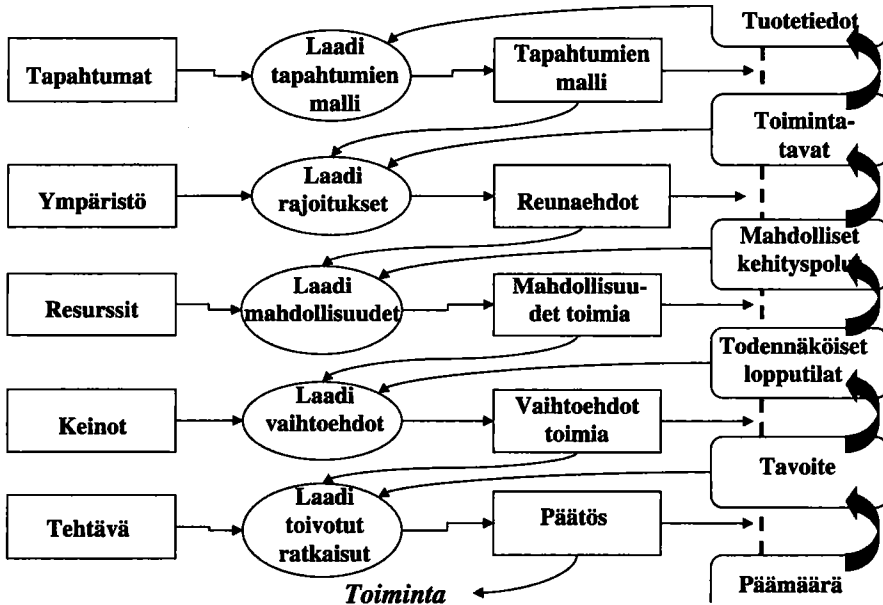 Tuotetiedot
Tapahtumat
Laadi
tapahtumien
malli
Tapahtumien
malli
Toiminta-
tavat
Ympäristö
Laadi
rajoitukset
Reunaehdot
Mahdolliset
kehityspolut
Resurssit
Laadi
mahdollisuudet
Mahdollisuu-
det toimia
Todennäköiset
lopputilat
Keinot
Laadi
vaihtoehdot
Vaihtoehdot
toimia
Tavoite
Tehtävä
Laadi
toivotut
ratkaisut
Päätös
Toiminta
Päämäärä